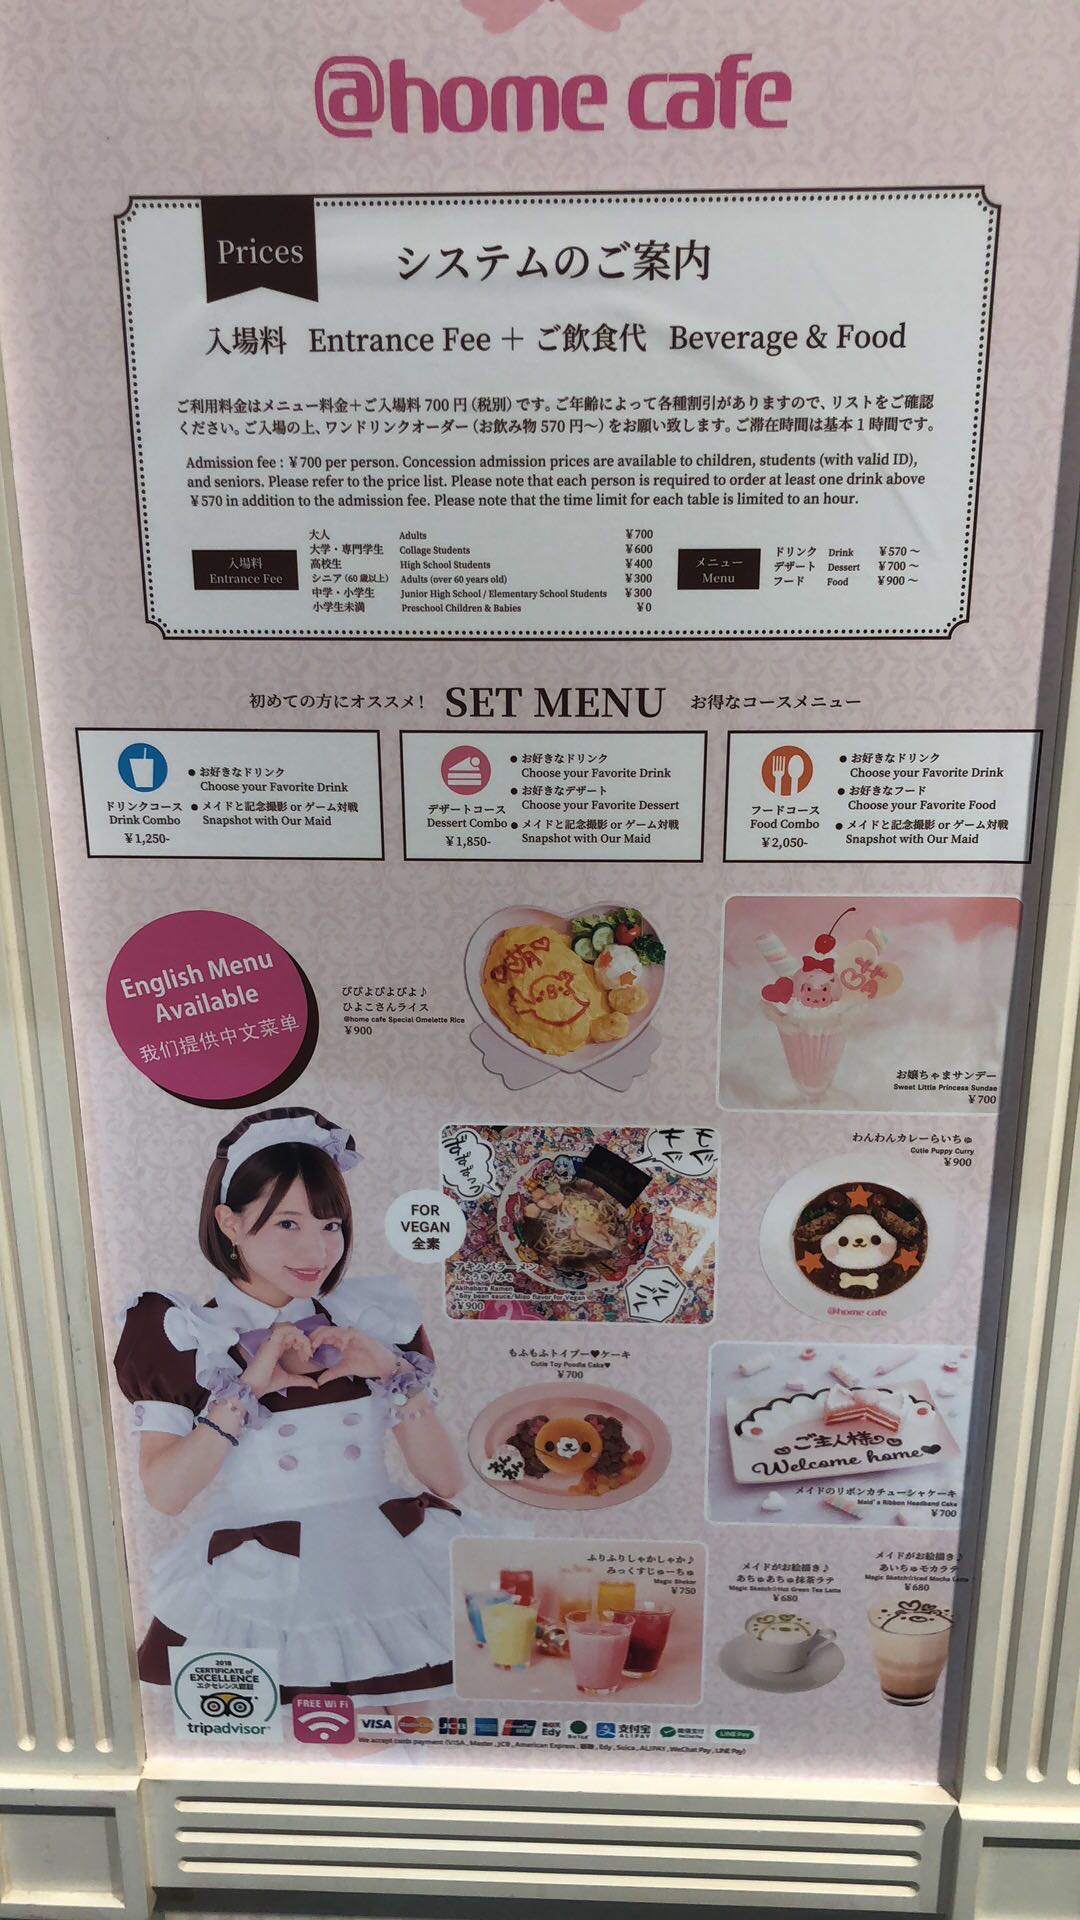 @home cafe
Prices
システムのご案内
入場料 Entrance Fee + ご飲食代 Beverage & Food
ご利用料金はメニュー料金＋ご入場料 700 円（税別）です。ご年齢によって各種割引がありますので、リストをご確認
ください。ご入場の上、ワンドリンクオーダー（お飲み物 570 円〜）をお願い致します。ご滞在時間は基本 1 時間です。
Admission fee : ¥700 per person. Concession admission prices are available to children, students (with valid ID),
and seniors. Please refer to the price list. Please note that each person is required to order at least one drink above
¥570 in addition to the admission fee. Please note that the time limit for each table is limited to an hour.
入場料
Entrance Fee
大人 Adults ¥700
大学・専門学生 Collage Students ¥600
高校生 High School Students ¥400
シニア (60 歳以上) Adults (over 60 years old) ¥300
中学・小学生 Junior High School / Elementary School Students ¥300
小学生未満 Preschool Children & Babies ¥0
メニュー
Menu
ドリンク Drink ¥570 〜
デザート Dessert ¥700 〜
フード Food ¥900 〜
初めての方にオススメ！ SET MENU お得なコースメニュー
ドリンクコース
Drink Combo
¥1,250-
● お好きなドリンク
Choose your Favorite Drink
● メイドと記念撮影 or ゲーム対戦
Snapshot with Our Maid
デザートコース
Dessert Combo
¥1,850-
● お好きなドリンク
Choose your Favorite Drink
● お好きなデザート
Choose your Favorite Dessert
● メイドと記念撮影 or ゲーム対戦
Snapshot with Our Maid
フードコース
Food Combo
¥2,050-
● お好きなドリンク
Choose your Favorite Drink
● お好きなフード
Choose your Favorite Food
● メイドと記念撮影 or ゲーム対戦
Snapshot with Our Maid
English Menu
Available
我们提供中文菜单
ぴぴよぴよぴよ♪
ひよこさんライス
@home cafe Special Omelette Rice
¥900
お嬢ちゃまサンデー
Sweet Little Princess Sundae
¥700
FOR
VEGAN
全素
アキハバラーメン
しょうゆ / みそ
Akihabara Ramen
Soy bean sauce/Miso flavor for Vegan
¥900
わんわんカレーらいちゅ
Cutie Puppy Curry
¥900
@home cafe
もふもふトイプー♥ケーキ
Cutie Toy Poodle Cake♥
¥700
わん
わん
ご主人様
Welcome home
メイドのリボンカチューシャケーキ
Maid's Ribbon Headband Cake
¥700
ふりふりしゃかしゃか♪
みっくすじゅーちゅ
Magic Shaker
¥750
メイドがお絵描き♪
あちゅあちゅ抹茶ラテ
Magic Sketch☆Hot Green Tea Latte
¥680
メイドがお絵描き♪
あいちゅモカラテ
Magic Sketch☆Iced Mocha Latte
¥680
2018
CERTIFICATE of
EXCELLENCE
エクセレンス認証
tripadvisor
FREE Wi Fi
VISA
MasterCard
JCB
Edy
支付宝
ALIPAY
LINE Pay
We accept cards payment (VISA , Master , JCB , American Express , 銀聯 , Edy , Suica , ALIPAY , WeChat Pay , LINE Pay)